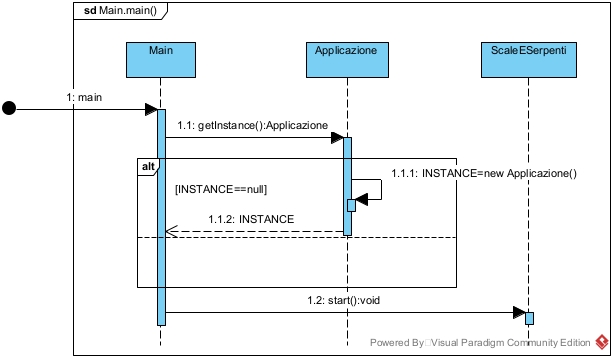 sd Main.main()
Main
Applicazione
ScaleESerpenti
1: main
1.1: getInstance():Applicazione
alt
1.1.1: INSTANCE=new Applicazione()
[INSTANCE==null]
1.1.2: INSTANCE
1.2: start():void
Powered By Visual Paradigm Community Edition